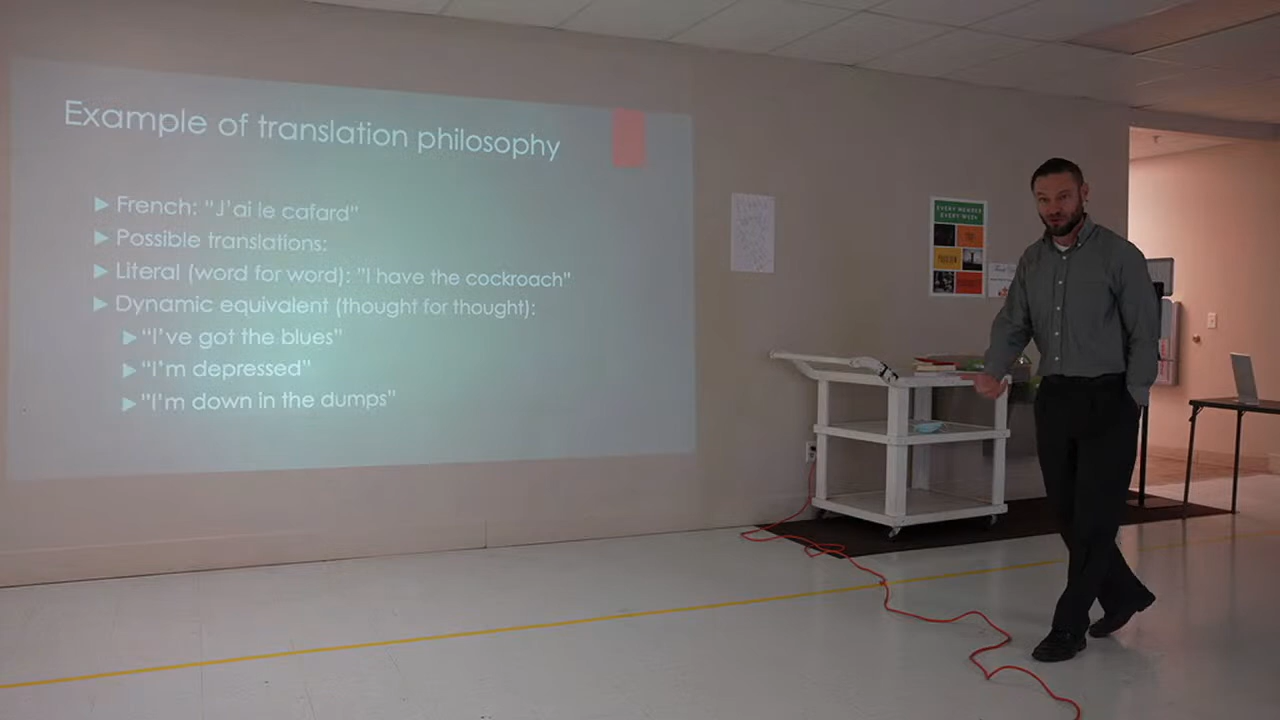 Example of translation philosophy
French: "J'ai le cafard"
Possible translations:
Literal (word for word): "I have the cockroach"
Dynamic equivalent (thought for thought):
"I've got the blues"
"I'm depressed"
"I'm down in the dumps"
EVERY MEMBER
EVERY WEEK